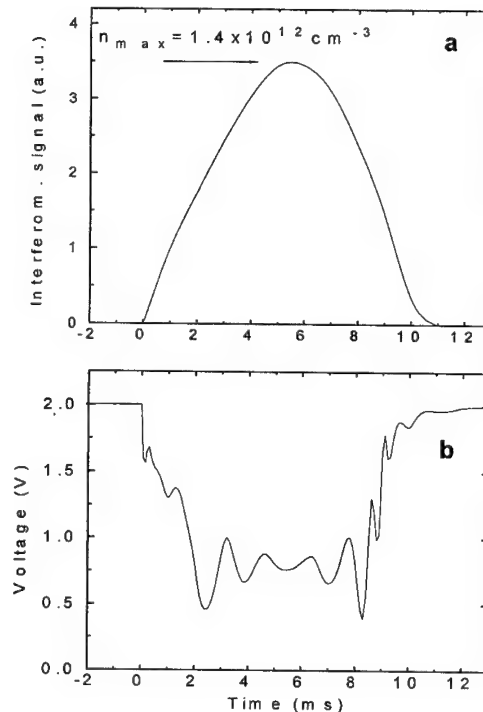 n m a x = 1.4 x 10 12 cm -3
a
Interferom. signal (a.u.)
4
3
2
1
0
-2 0 2 4 6 8 10 12
b
Voltage (V)
2.0
1.5
1.0
0.5
0.0
-2 0 2 4 6 8 10 12
Time (ms)